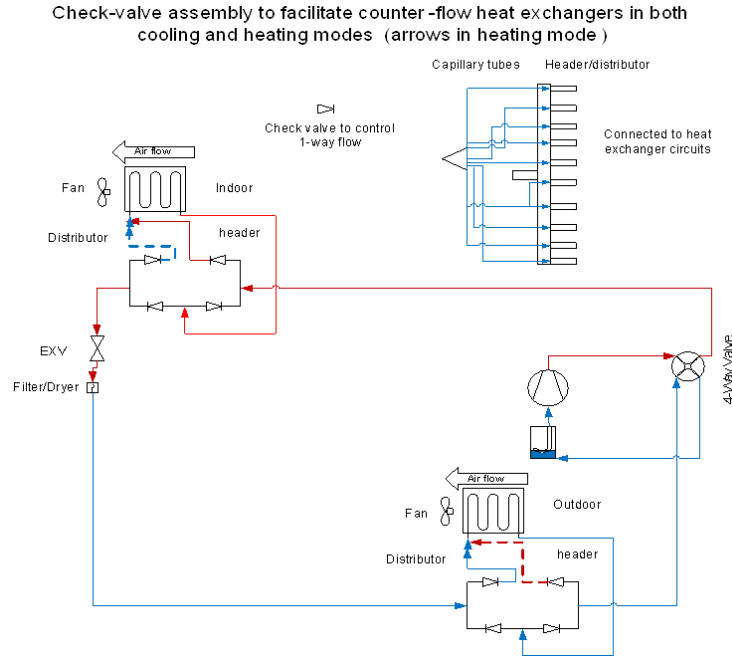 Check-valve assembly to facilitate counter-flow heat exchangers in both
cooling and heating modes (arrows in heating mode)
Capillary tubes
Header/distributor
Check valve to control
1-way flow
Connected to heat
exchanger circuits
Air flow
Fan
Indoor
Distributor
header
EXV
Filter/Dryer
?
4-Way Valve
Air flow
Outdoor
Fan
Distributor
header